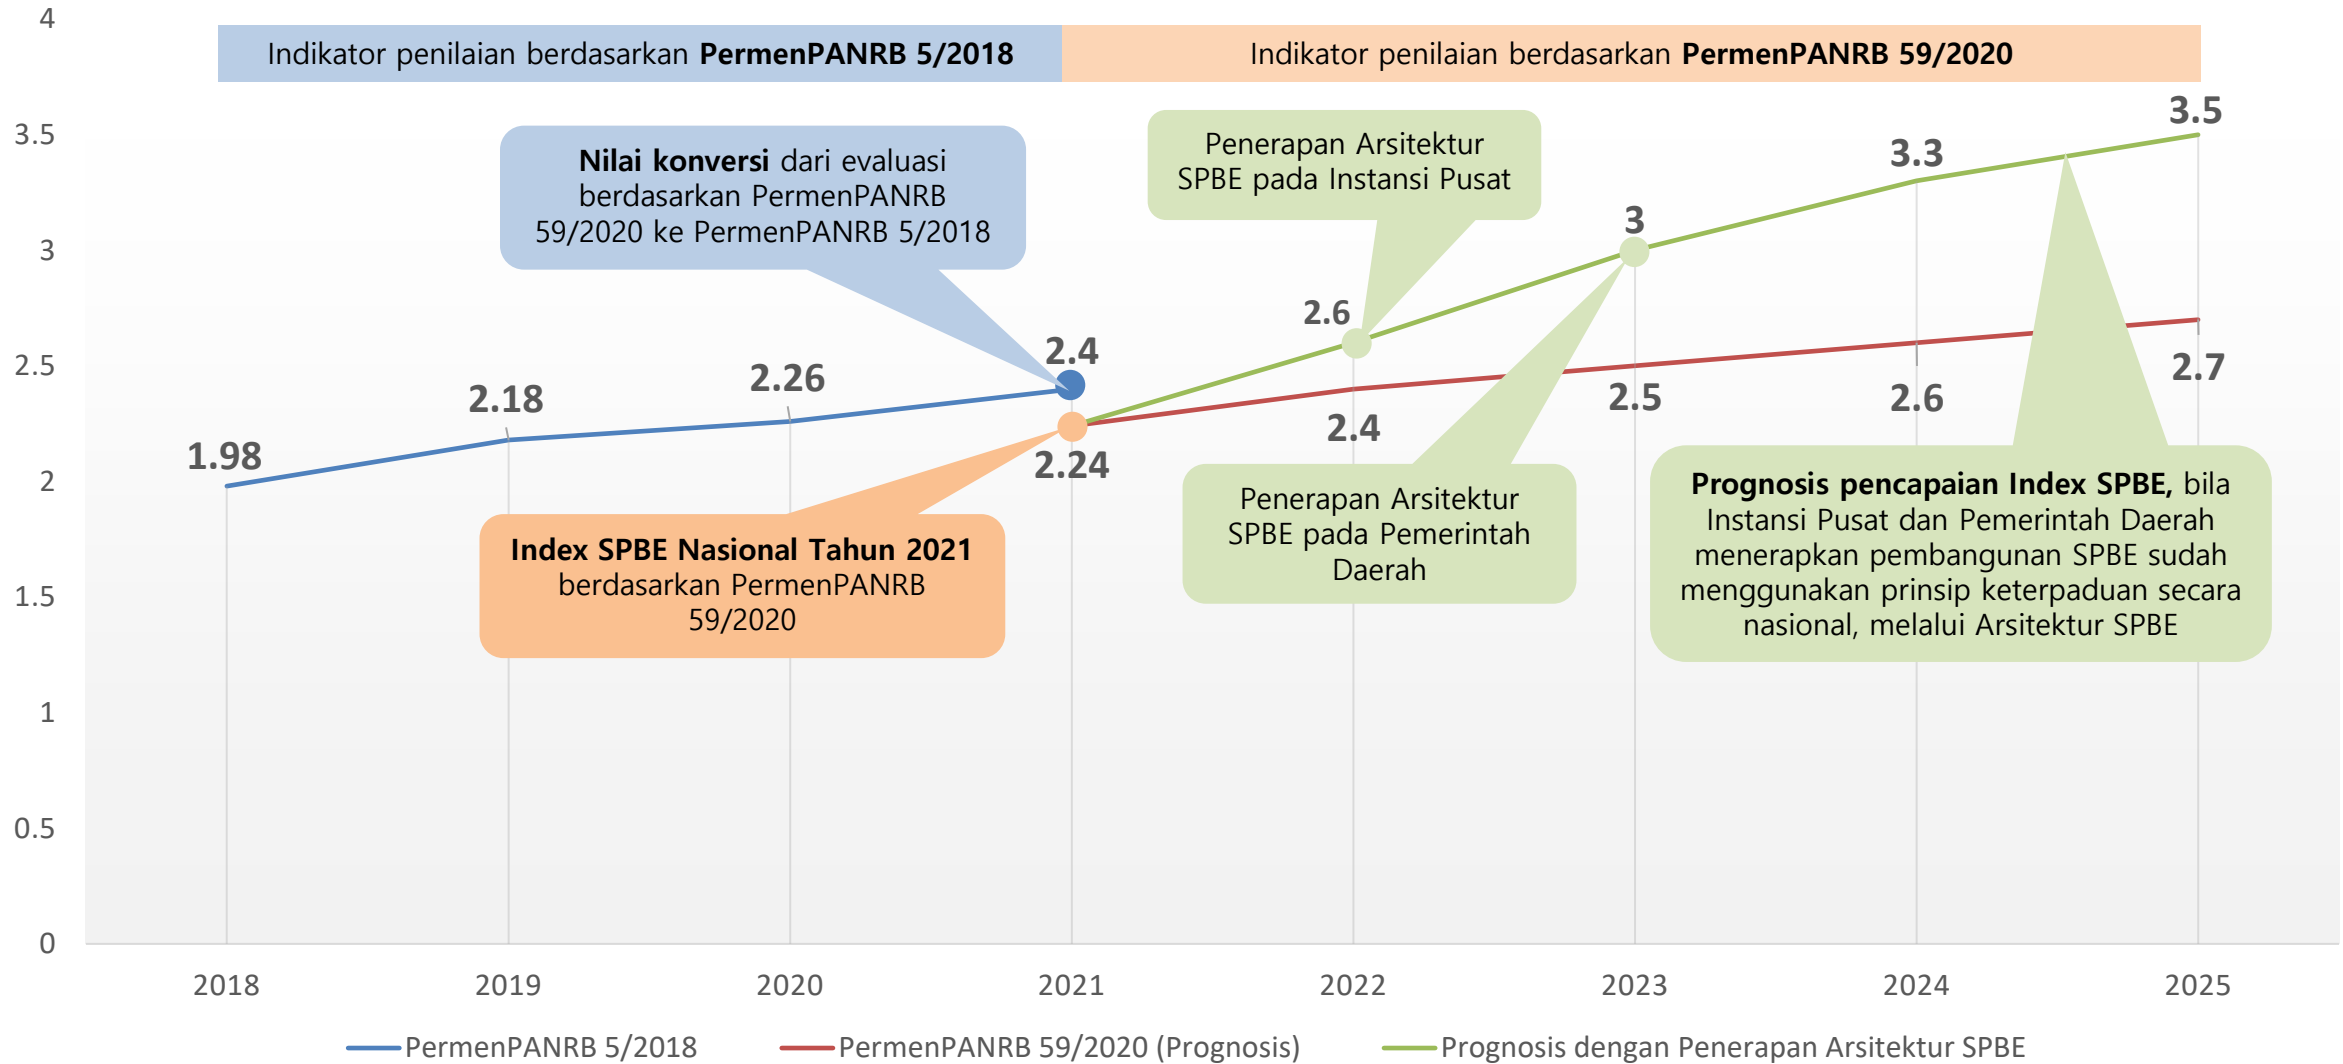 Indikator penilaian berdasarkan PermenPANRB 5/2018
Indikator penilaian berdasarkan PermenPANRB 59/2020
Nilai konversi dari evaluasi
berdasarkan PermenPANRB
59/2020 ke PermenPANRB 5/2018
Penerapan Arsitektur
SPBE pada Instansi Pusat
Index SPBE Nasional Tahun 2021
berdasarkan PermenPANRB
59/2020
Penerapan Arsitektur
SPBE pada Pemerintah
Daerah
Prognosis pencapaian Index SPBE, bila
Instansi Pusat dan Pemerintah Daerah
menerapkan pembangunan SPBE sudah
menggunakan prinsip keterpaduan secara
nasional, melalui Arsitektur SPBE
1.98
2.18
2.26
2.4
2.24
2.6
3
3.3
3.5
2.4
2.5
2.6
2.7
4
3.5
3
2.5
2
1.5
1
0.5
0
2018
2019
2020
2021
2022
2023
2024
2025
PermenPANRB 5/2018
PermenPANRB 59/2020 (Prognosis)
Prognosis dengan Penerapan Arsitektur SPBE